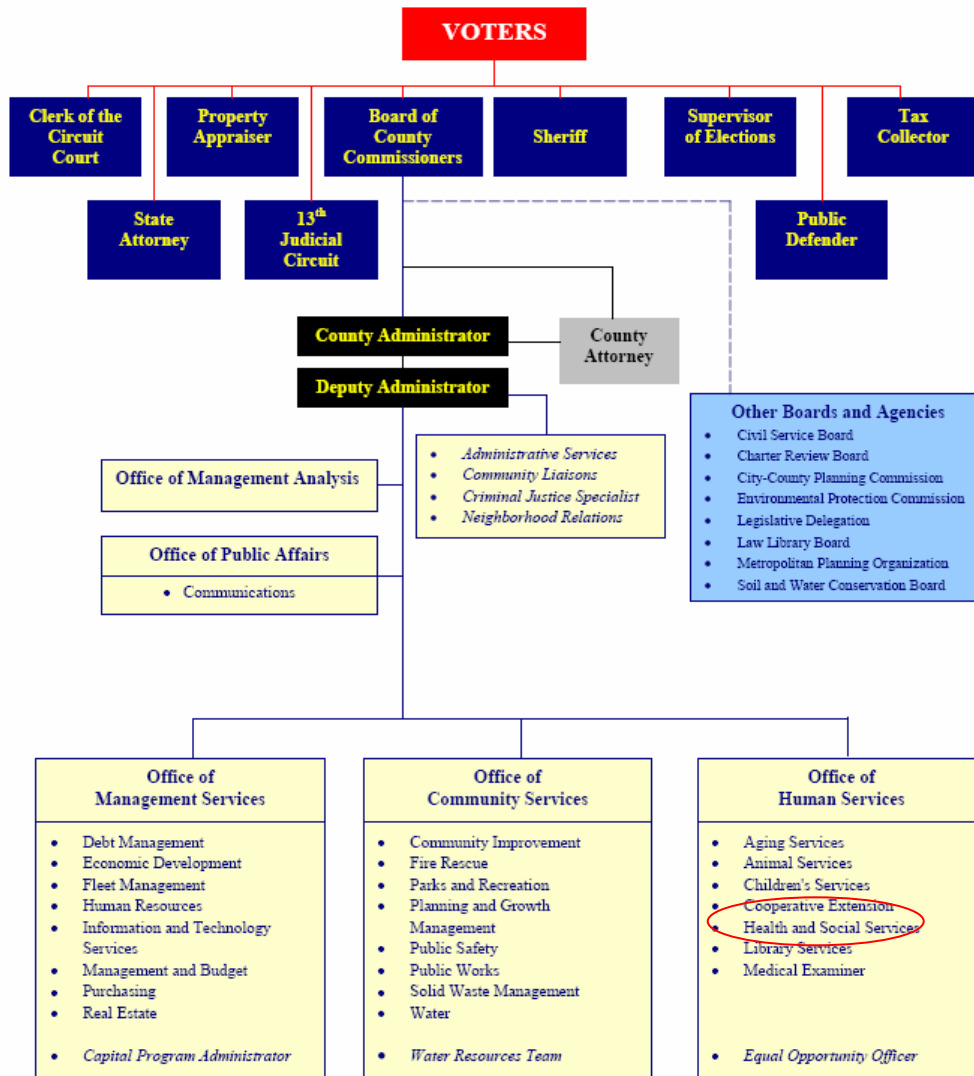 VOTERS
Clerk of the
Circuit
Court
Property
Appraiser
Board of
County
Commissioners
Sheriff
Supervisor
of Elections
Tax
Collector
State
Attorney
13th
Judicial
Circuit
Public
Defender
County Administrator
County
Attorney
Deputy Administrator
• Administrative Services
• Community Liaisons
• Criminal Justice Specialist
• Neighborhood Relations
Other Boards and Agencies
• Civil Service Board
• Charter Review Board
• City-County Planning Commission
• Environmental Protection Commission
• Legislative Delegation
• Law Library Board
• Metropolitan Planning Organization
• Soil and Water Conservation Board
Office of Management Analysis
Office of Public Affairs
• Communications
Office of
Management Services
• Debt Management
• Economic Development
• Fleet Management
• Human Resources
• Information and Technology
Services
• Management and Budget
• Purchasing
• Real Estate
• Capital Program Administrator
Office of
Community Services
• Community Improvement
• Fire Rescue
• Parks and Recreation
• Planning and Growth
Management
• Public Safety
• Public Works
• Solid Waste Management
• Water
• Water Resources Team
Office of
Human Services
• Aging Services
• Animal Services
• Children's Services
• Cooperative Extension
• Health and Social Services
• Library Services
• Medical Examiner
• Equal Opportunity Officer